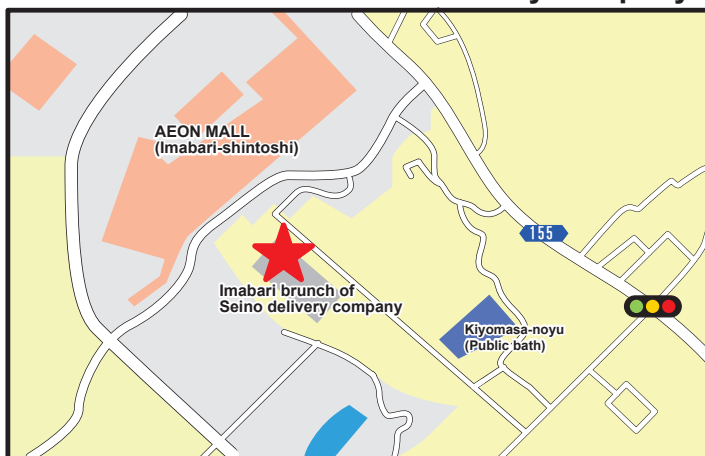 AEON MALL
(Imabari-shintoshi)
155
Imabari brunch of
Seino delivery company
Kiyomasa-noyu
(Public bath)